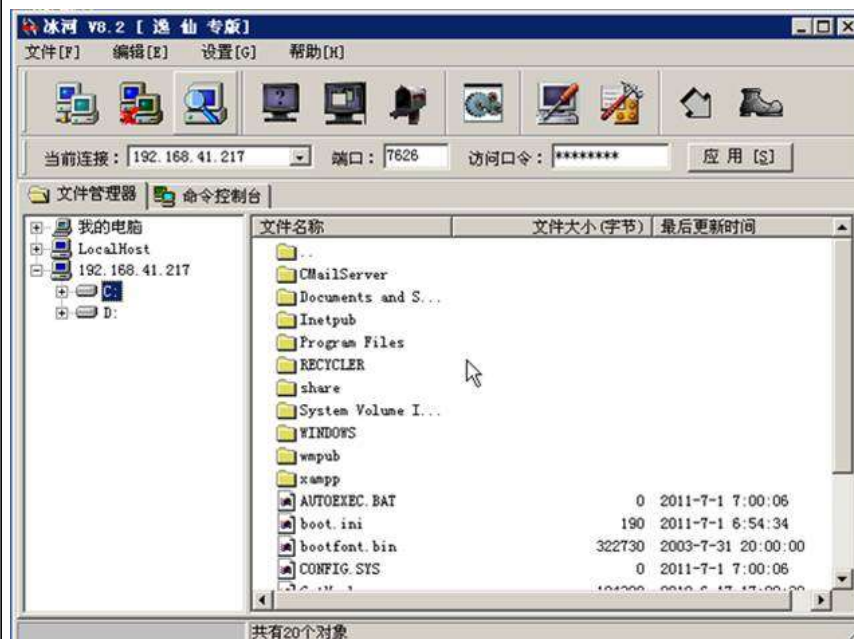 冰河 V8.2 [ 逸 仙 专版]
文件[F] 编辑[E] 设置[G] 帮助[H]
当前连接： 192.168.41.217 端口： 7626 访问口令： ******** 应 用 [S]
文件管理器 命令控制台
我的电脑
LocalHost
192.168.41.217
C:
D:
文件名称 文件大小(字节) 最后更新时间
..
CMailServer
Documents and S...
Inetpub
Program Files
RECYCLER
share
System Volume I...
WINDOWS
wmpub
xampp
AUTOEXEC.BAT 0 2011-7-1 7:00:06
boot.ini 190 2011-7-1 6:54:34
bootfont.bin 322730 2003-7-31 20:00:00
CONFIG.SYS 0 2011-7-1 7:00:06
共有20个对象